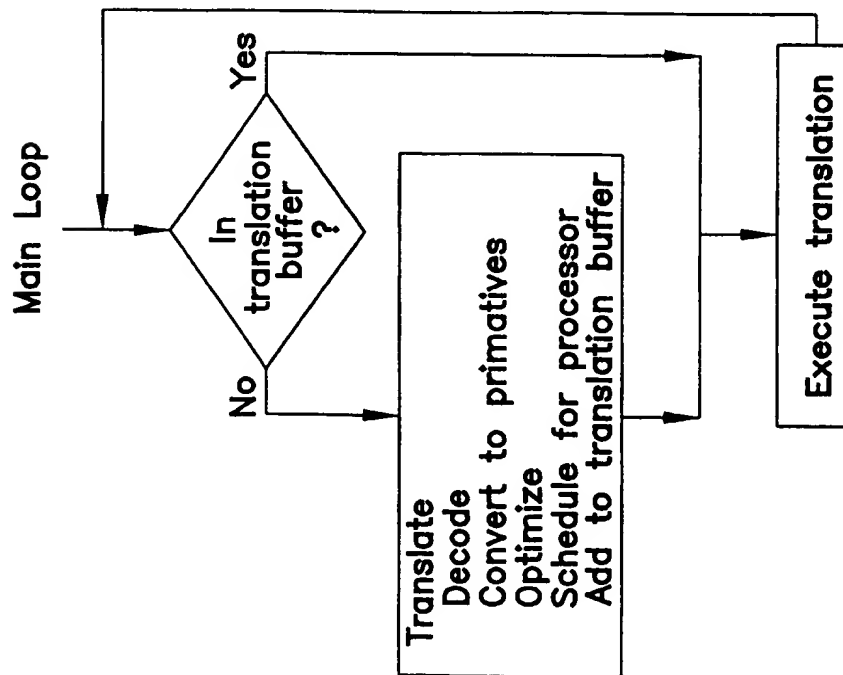 Main Loop
In
translation
buffer
?
Yes
No
Translate
Decode
Convert to primatives
Optimize
Schedule for processor
Add to translation buffer
Execute translation